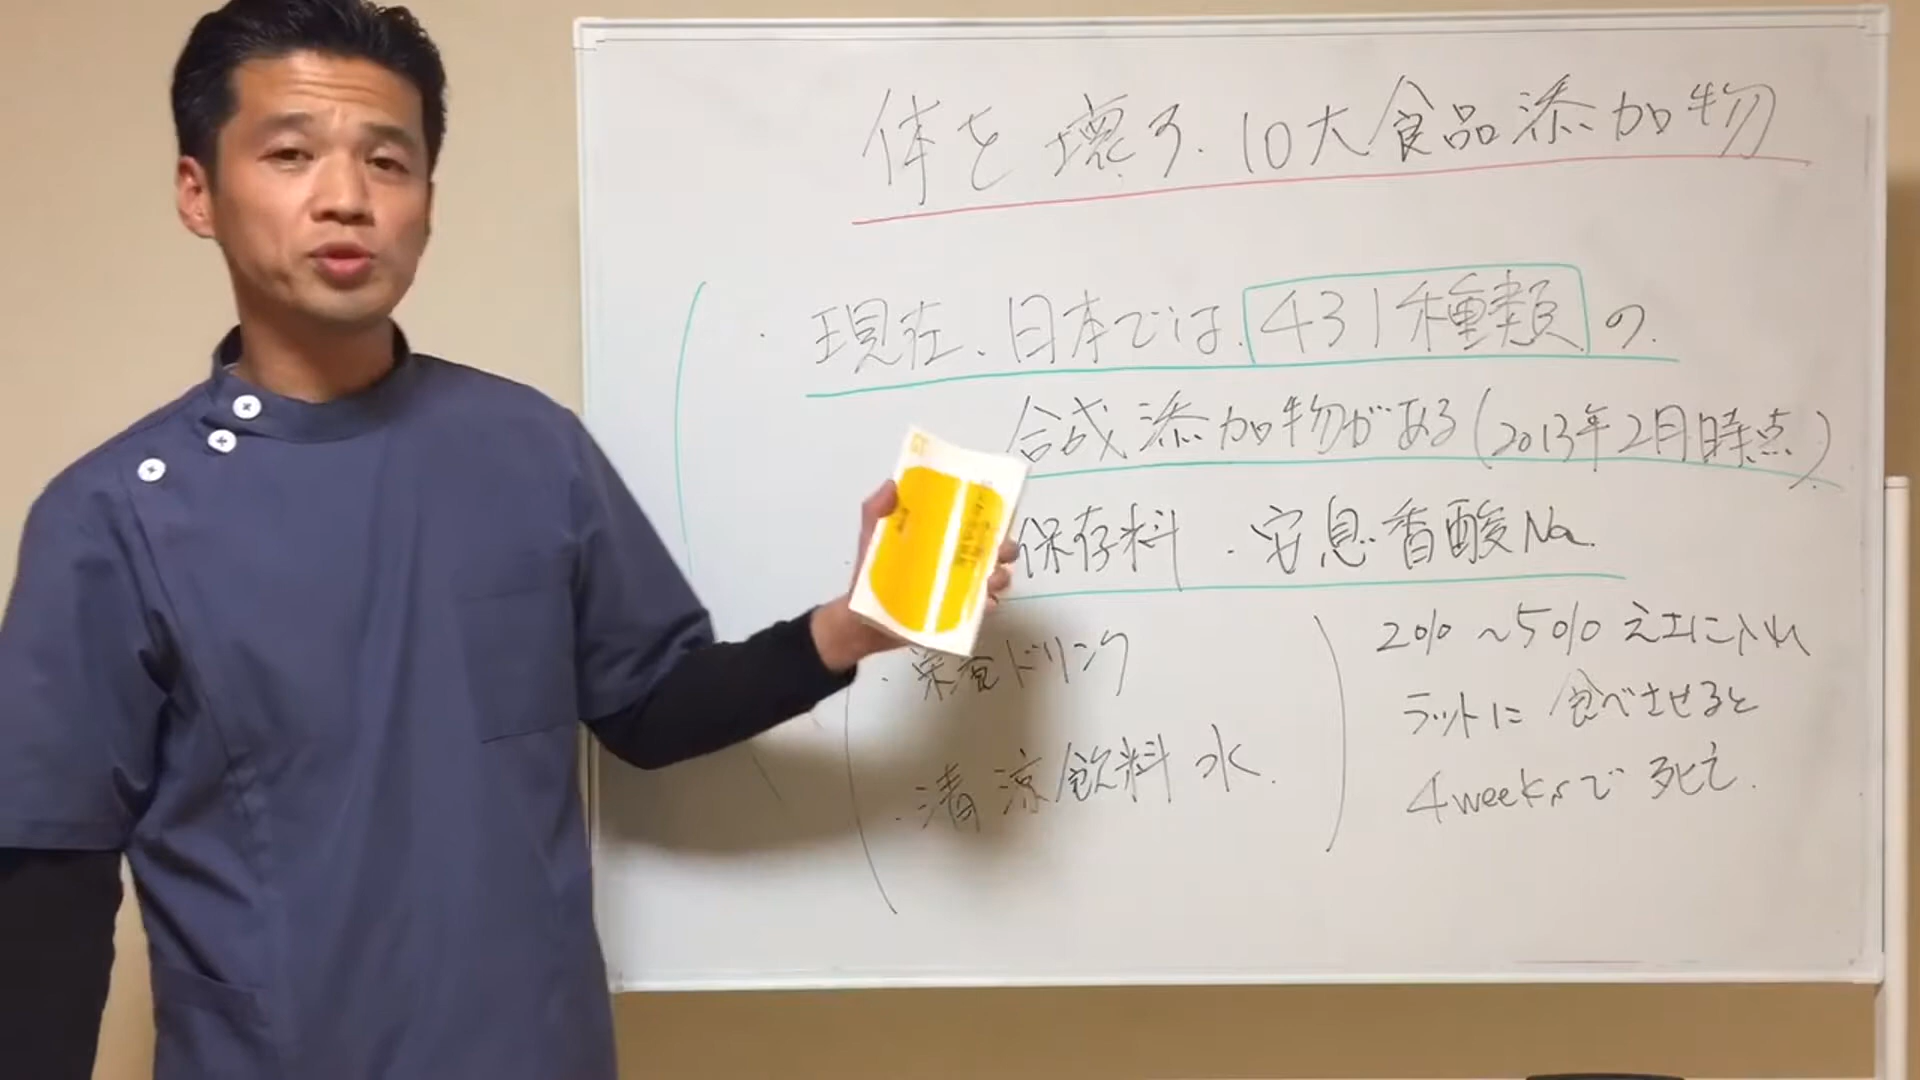 体を壊す.10大食品添加物
・現在、日本では、431種類の
合成添加物がある(2013年2月時点)
保存料・安息香酸Na
・栄養ドリンク
・清涼飲料水.
2%~5%えさに入れ
ラットに食べさせると
4weeksで死亡.